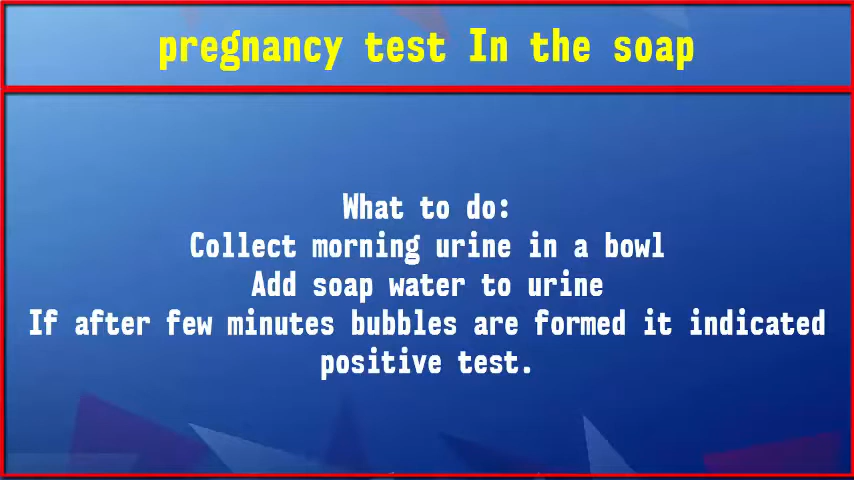 pregnancy test In the soap
What to do:
Collect morning urine in a bowl
Add soap water to urine
If after few minutes bubbles are formed it indicated
positive test.